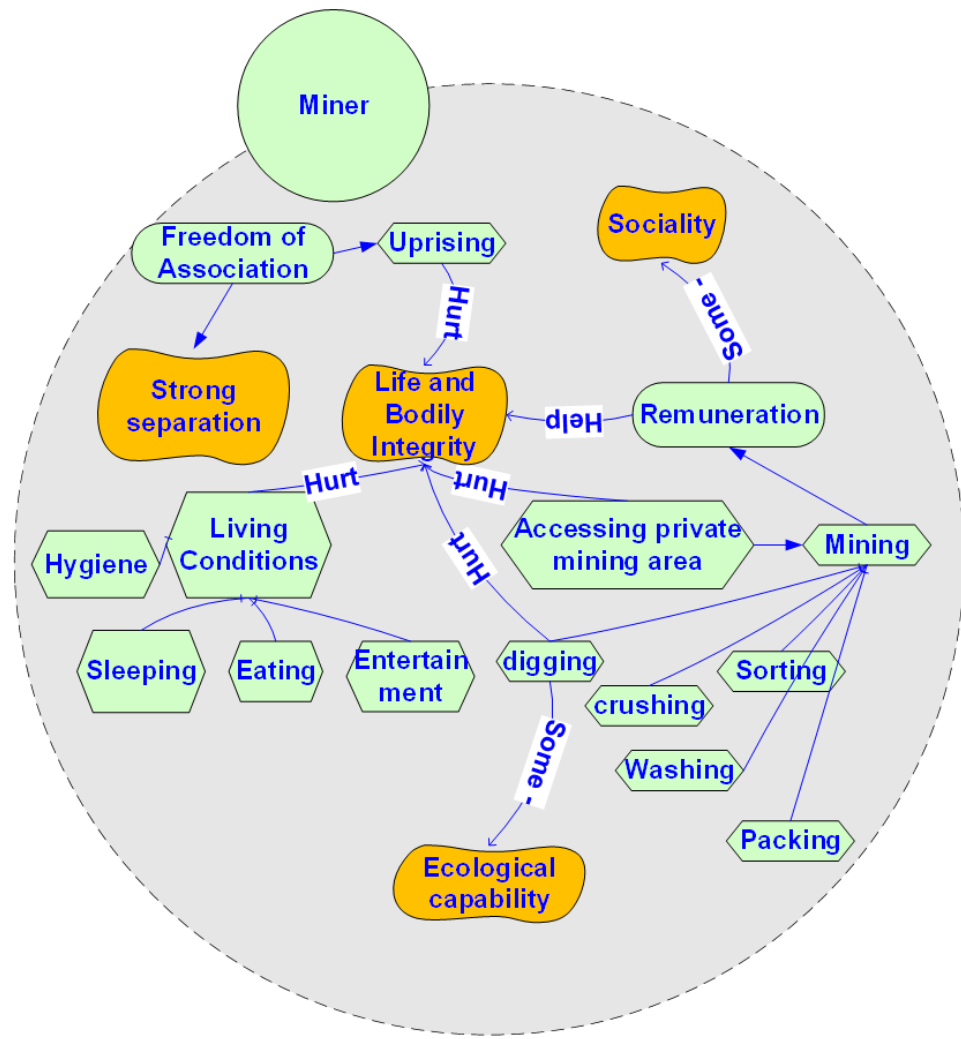 Miner
Sociality
Freedom of
Association
Uprising
Hurt
Some -
Strong
separation
Life and
Bodily
Integrity
Help
Remuneration
Hurt
Hurt
Living
Conditions
Accessing private
mining area
Mining
Hygiene
Hurt
Sleeping
Eating
Entertain
ment
digging
Sorting
crushing
Some -
Washing
Packing
Ecological
capability